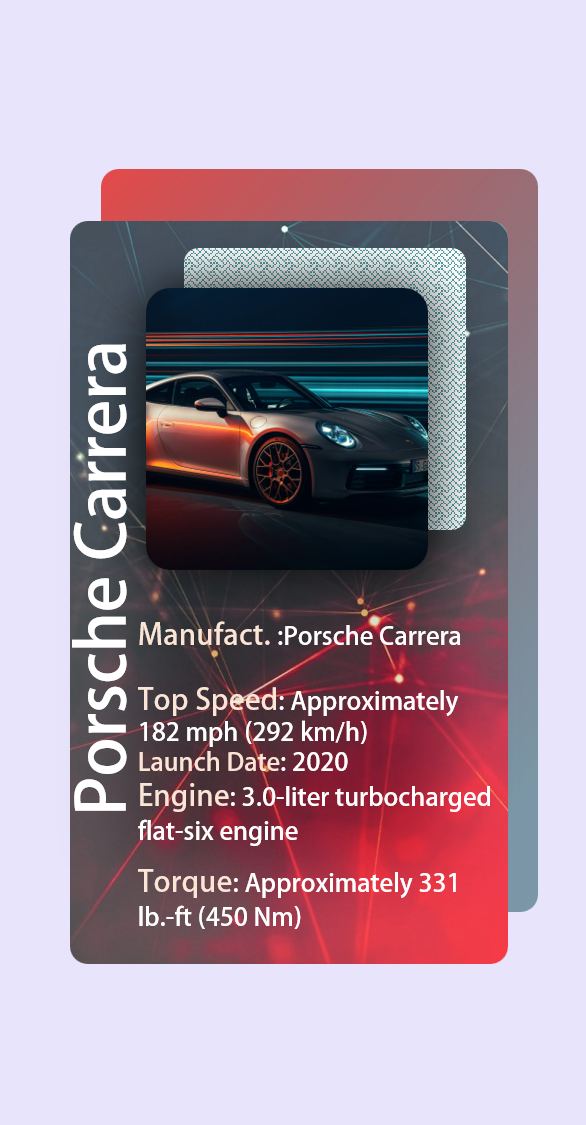 Porsche Carrera
Manufact. :Porsche Carrera
Top Speed: Approximately
182 mph (292 km/h)
Launch Date: 2020
Engine: 3.0-liter turbocharged
flat-six engine
Torque: Approximately 331
lb.-ft (450 Nm)